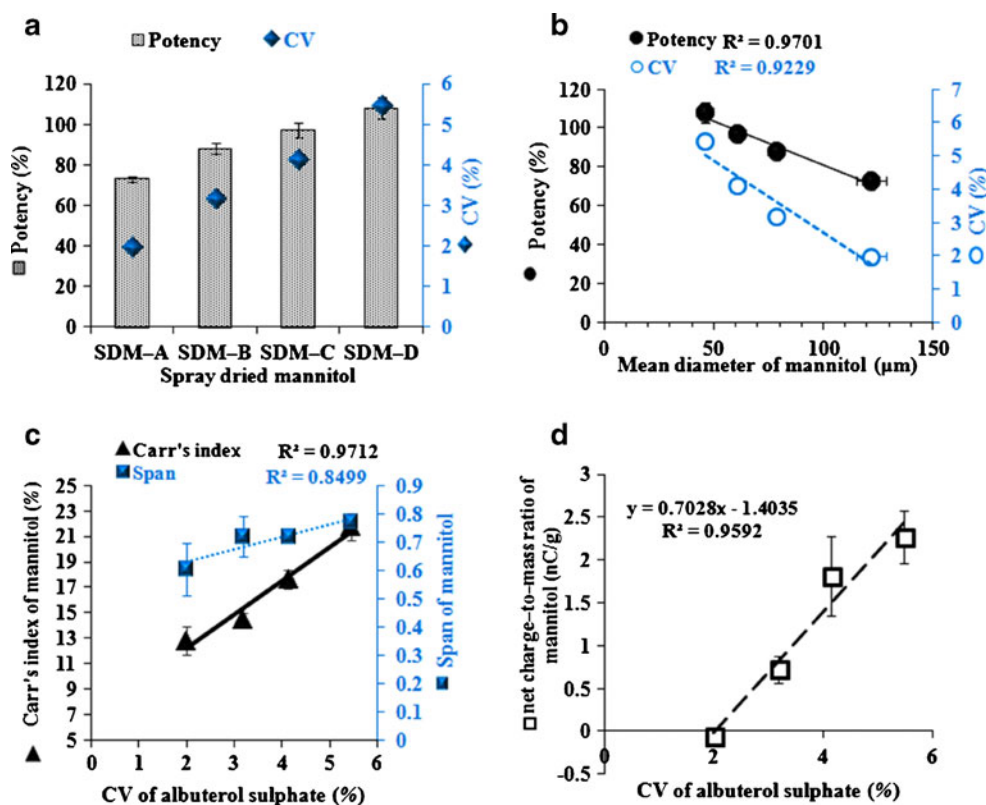 a
Potency CV
120
100
80
60
40
20
0
Potency (%)
6
5
4
3
2
1
0
CV (%)
SDM–A SDM–B SDM–C SDM–D
Spray dried mannitol
b
Potency R² = 0.9701
CV R² = 0.9229
120
100
80
60
40
20
0
Potency (%)
7
6
5
4
3
2
1
0
CV (%)
0 50 100 150
Mean diameter of mannitol (µm)
c
Carr's index R² = 0.9712
Span R² = 0.8499
25
23
21
19
17
15
13
11
9
7
5
Carr's index of mannitol (%)
0.9
0.8
0.7
0.6
0.5
0.4
0.3
0.2
0.1
0
Span of mannitol
0 1 2 3 4 5 6
CV of albuterol sulphate (%)
d
y = 0.7028x - 1.4035
R² = 0.9592
3
2.5
2
1.5
1
0.5
0
-0.5
net charge–to–mass ratio of
mannitol (nC/g)
0 2 4 6
CV of albuterol sulphate (%)